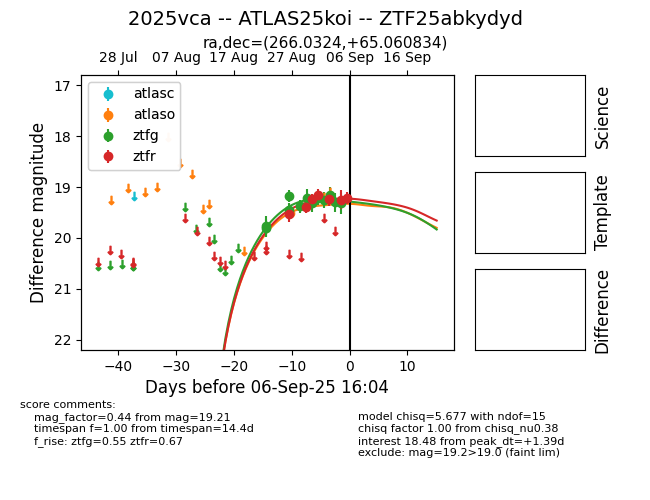 2025vca -- ATLAS25koi -- ZTF25abkydyd
ra,dec=(266.0324,+65.060834)
28 Jul 07 Aug 17 Aug 27 Aug 06 Sep 16 Sep
17
18
19
20
21
22
Difference magnitude
atlasc
atlaso
ztfg
ztfr
−40 −30 −20 −10 0 10
Days before 06-Sep-25 16:04
Science
Template
Difference
score comments:
mag_factor=0.44 from mag=19.21
timespan f=1.00 from timespan=14.4d
f_rise: ztfg=0.55 ztfr=0.67
model chisq=5.677 with ndof=15
chisq factor 1.00 from chisq_nu0.38
interest 18.48 from peak_dt=+1.39d
exclude: mag=19.2>19.0 (faint lim)